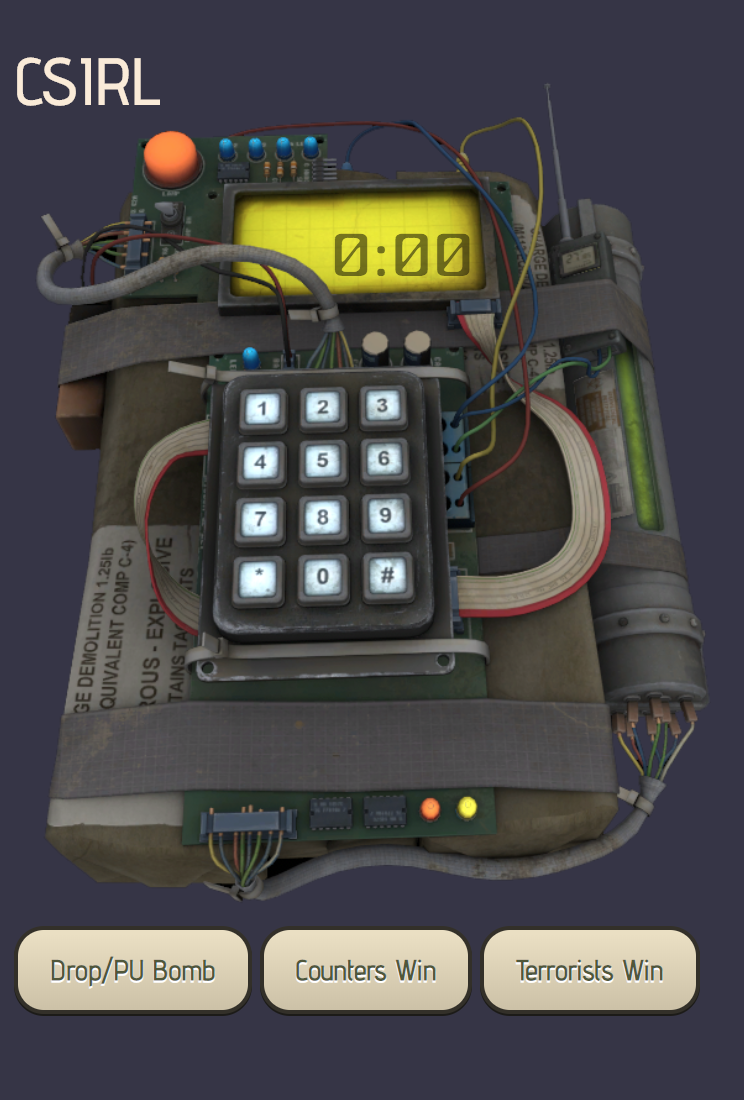 CS1RL
0:00
1 2 3
4 5 6
7 8 9
* 0 #
GE DEMOLITION 1.25lb
QUIVALENT COMP C-4)
ROUS - EXPLOSIVE
TAINS TA
Drop/PU Bomb
Counters Win
Terrorists Win